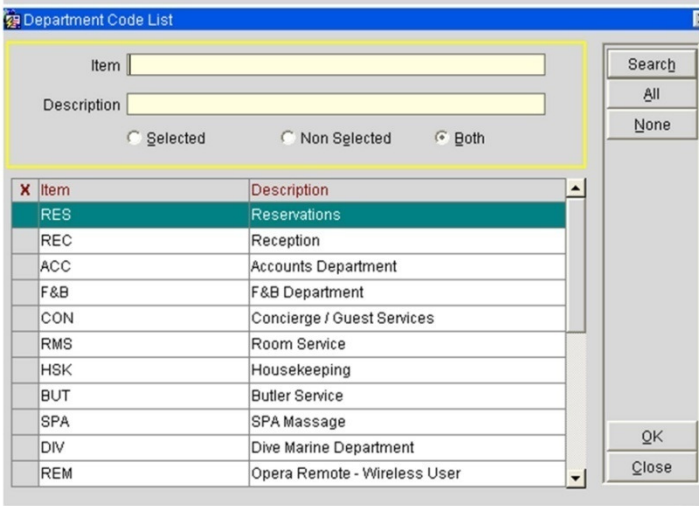 Department Code List
Item
Search
All
Description
None
Selected Non Selected Both
X Item Description
RES Reservations
REC Reception
ACC Accounts Department
F&B F&B Department
CON Concierge / Guest Services
RMS Room Service
HSK Housekeeping
BUT Butler Service
SPA SPA Massage
DIV Dive Marine Department
REM Opera Remote - Wireless User
OK
Close